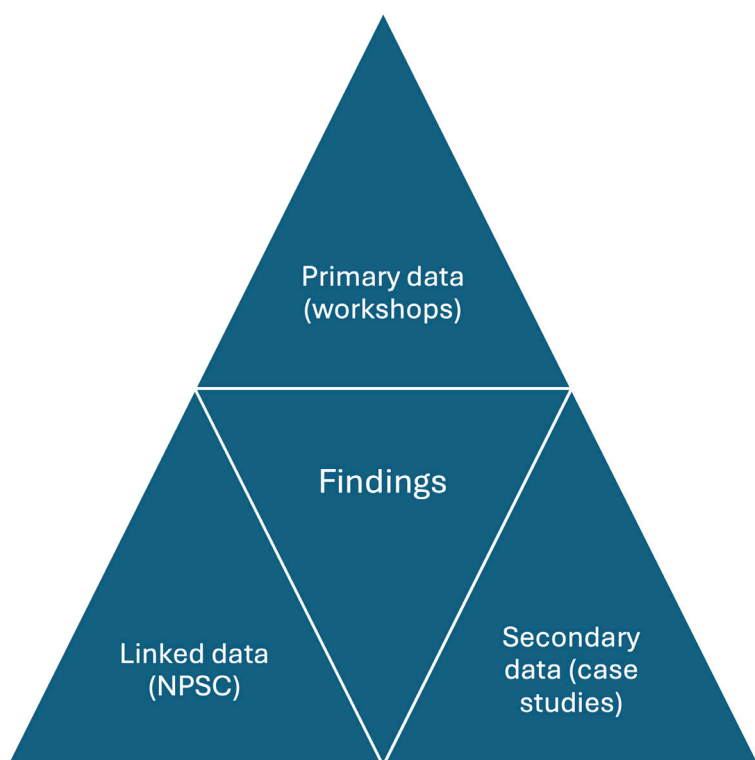 Primary data
(workshops)
Findings
Linked data
(NPSC)
Secondary
data (case
studies)